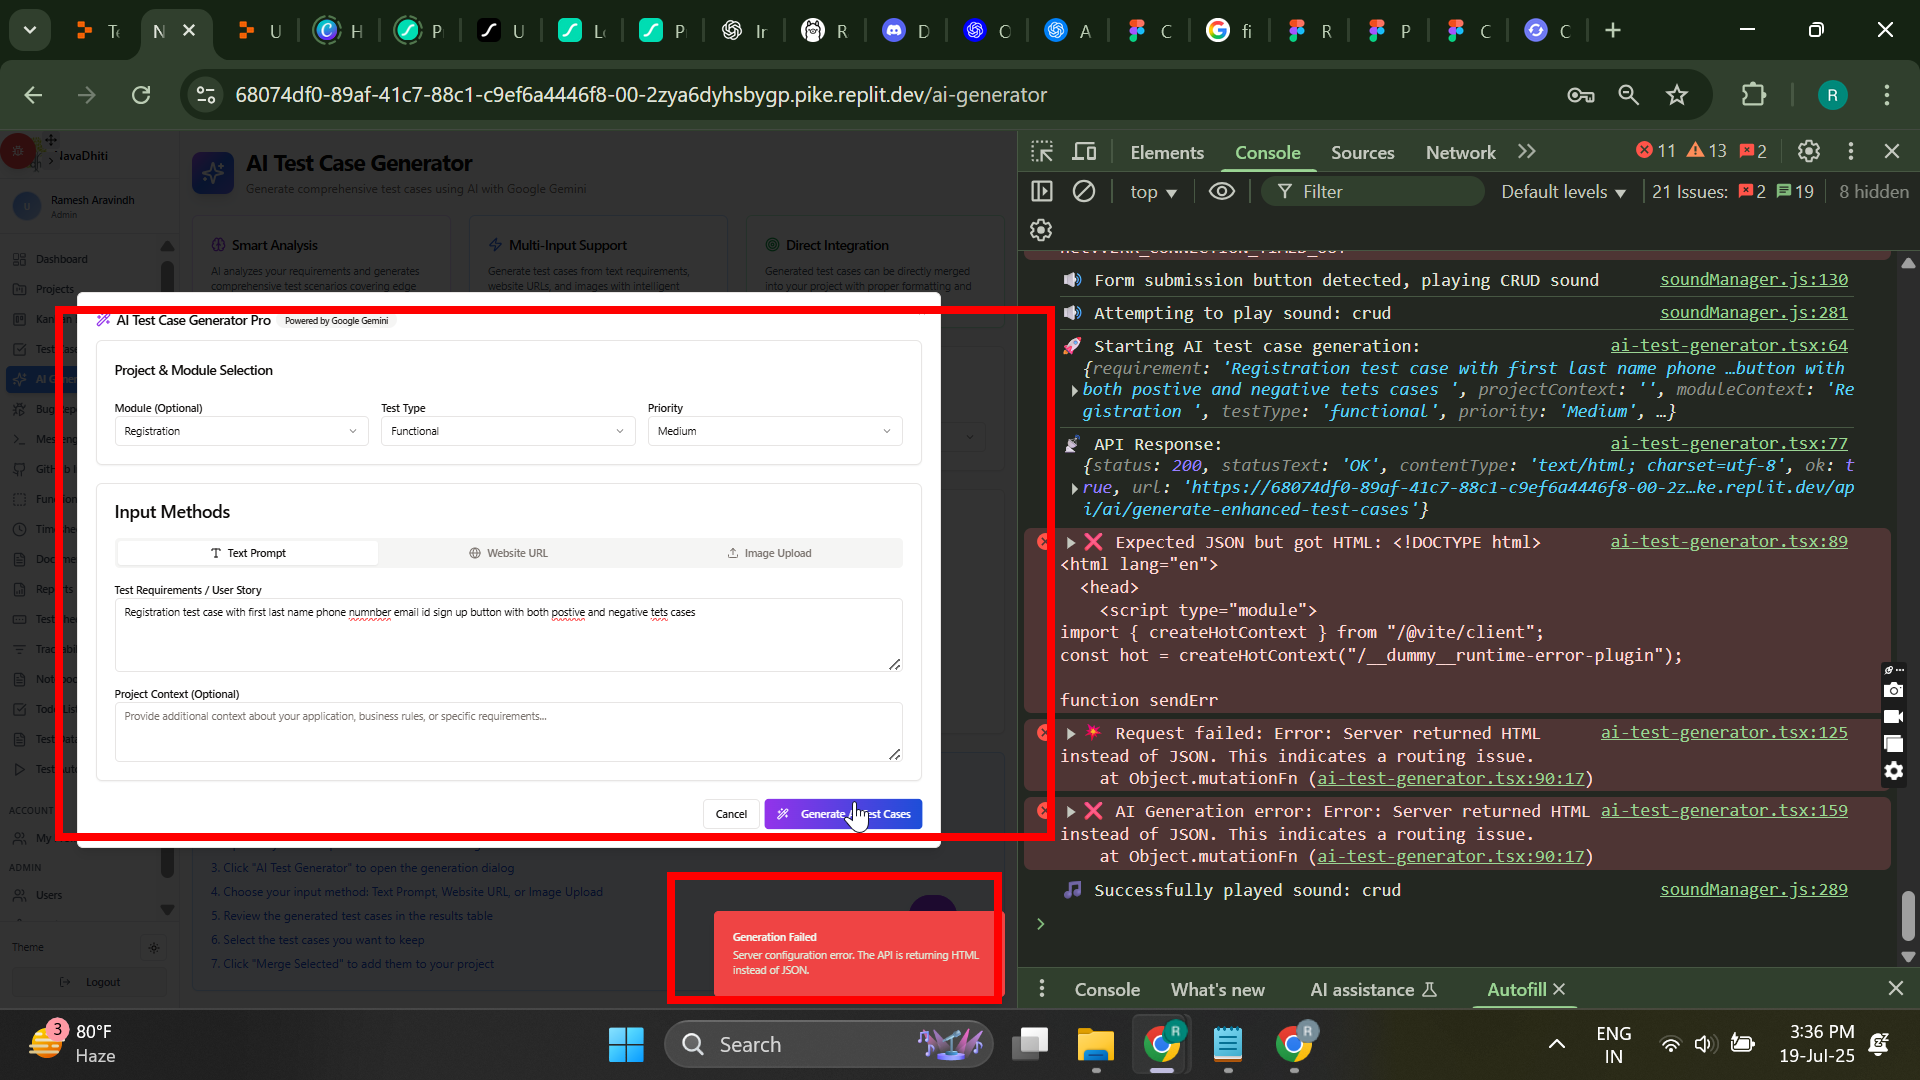 Te
N
U
H
P
U
Lo
P
In
R
D
O
A
C
fi
R
P
C
C
68074df0-89af-41c7-88c1-c9ef6a4446f8-00-2zya6dyhsbygp.pike.replit.dev/ai-generator
R
NavaDhiti
Ramesh Aravindh
Admin
Dashboard
Projects
ACCOUNT
My
ADMIN
Users
Theme
Logout
AI Test Case Generator
Generate comprehensive test cases using AI with Google Gemini
Smart Analysis
AI analyzes your requirements and generates
comprehensive test scenarios covering edge
Multi-Input Support
Generate test cases from text requirements,
website URLs, and images with intelligent
Direct Integration
Generated test cases can be directly merged
into your project with proper formatting and
AI Test Case Generator Pro
Powered by Google Gemini
Project & Module Selection
Module (Optional)
Registration
Test Type
Functional
Priority
Medium
Input Methods
Text Prompt
Website URL
Image Upload
Test Requirements / User Story
Registration test case with first last name phone numnber email id sign up button with both postive and negative tets cases
Project Context (Optional)
Provide additional context about your application, business rules, or specific requirements...
Cancel
3. Click "AI Test Generator" to open the generation dialog
4. Choose your input method: Text Prompt, Website URL, or Image Upload
5. Review the generated test cases in the results table
6. Select the test cases you want to keep
7. Click "Merge Selected" to add them to your project
Generation Failed
Server configuration error. The API is returning HTML
instead of JSON.
Elements
Console
Sources
Network
11
13
2
top
Filter
Default levels
21 Issues:
2
19
8 hidden
Form submission button detected, playing CRUD sound
soundManager.js:130
Attempting to play sound: crud
soundManager.js:281
Starting AI test case generation:
ai-test-generator.tsx:64
{requirement: 'Registration test case with first last name phone …button with
both postive and negative tets cases ', projectContext: '', moduleContext: 'Re
gistration ', testType: 'functional', priority: 'Medium', …}
API Response:
ai-test-generator.tsx:77
{status: 200, statusText: 'OK', contentType: 'text/html; charset=utf-8', ok: t
rue, url: 'https://68074df0-89af-41c7-88c1-c9ef6a4446f8-00-2z…ke.replit.dev/ap
i/ai/generate-enhanced-test-cases'}
Expected JSON but got HTML: <!DOCTYPE html>
ai-test-generator.tsx:89
<html lang="en">
<head>
<script type="module">
import { createHotContext } from "/@vite/client";
const hot = createHotContext("/__dummy__runtime-error-plugin");
function sendErr
Request failed: Error: Server returned HTML
ai-test-generator.tsx:125
instead of JSON. This indicates a routing issue.
at Object.mutationFn (ai-test-generator.tsx:90:17)
AI Generation error: Error: Server returned HTML
ai-test-generator.tsx:159
instead of JSON. This indicates a routing issue.
at Object.mutationFn (ai-test-generator.tsx:90:17)
Successfully played sound: crud
soundManager.js:289
Console
What's new
AI assistance
Autofill
3
80°F
Haze
Search
R
R
ENG
IN
3:36 PM
19-Jul-25